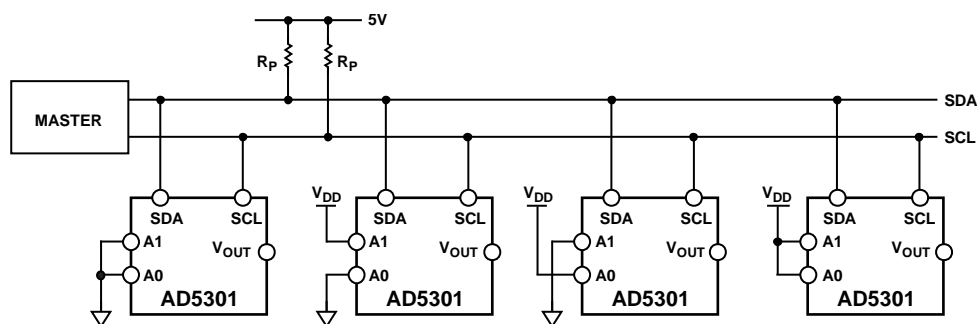 5V
RP RP
SDA
MASTER
SCL
VDD VDD VDD
SDA SCL SDA SCL SDA SCL SDA SCL
A1 VOUT A1 VOUT A1 VOUT A1 VOUT
A0 A0 A0 A0
AD5301 AD5301 AD5301 AD5301